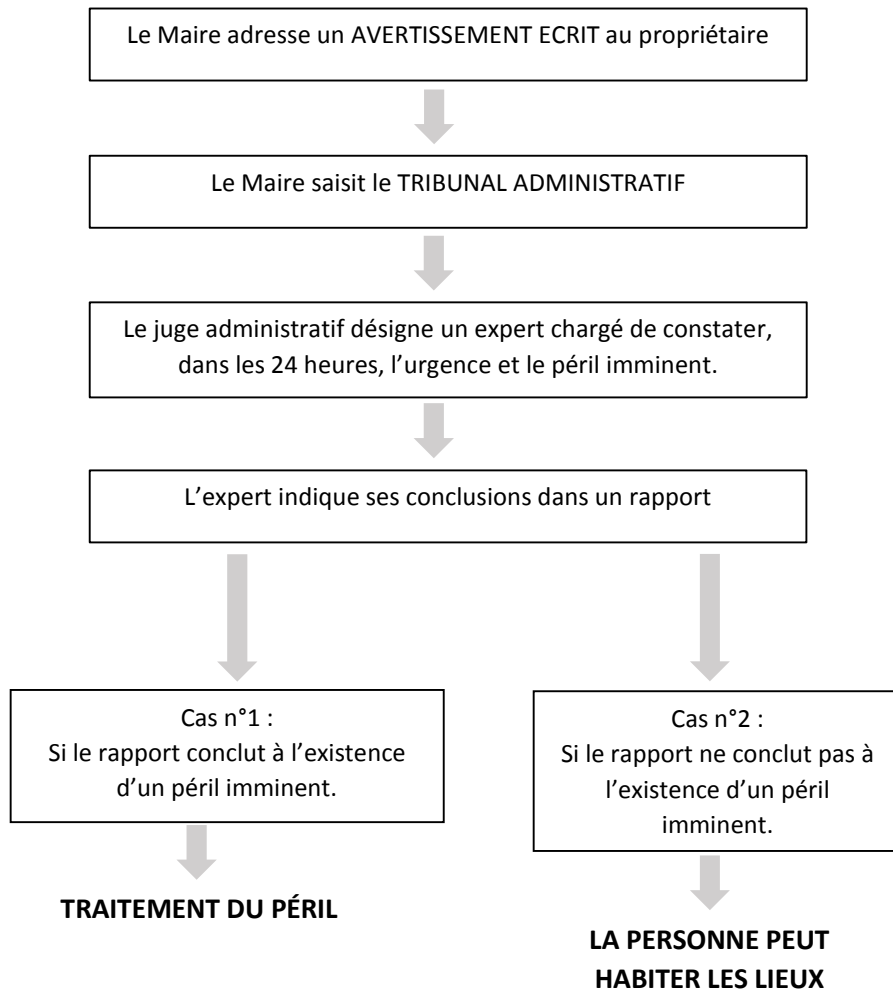 Le Maire adresse un AVERTISSEMENT ECRIT au propriétaire
Le Maire saisit le TRIBUNAL ADMINISTRATIF
Le juge administratif désigne un expert chargé de constater,
dans les 24 heures, l’urgence et le péril imminent.
L’expert indique ses conclusions dans un rapport
Cas n°1 :
Si le rapport conclut à l’existence
d’un péril imminent.
TRAITEMENT DU PÉRIL
Cas n°2 :
Si le rapport ne conclut pas à
l’existence d’un péril
imminent.
LA PERSONNE PEUT
HABITER LES LIEUX